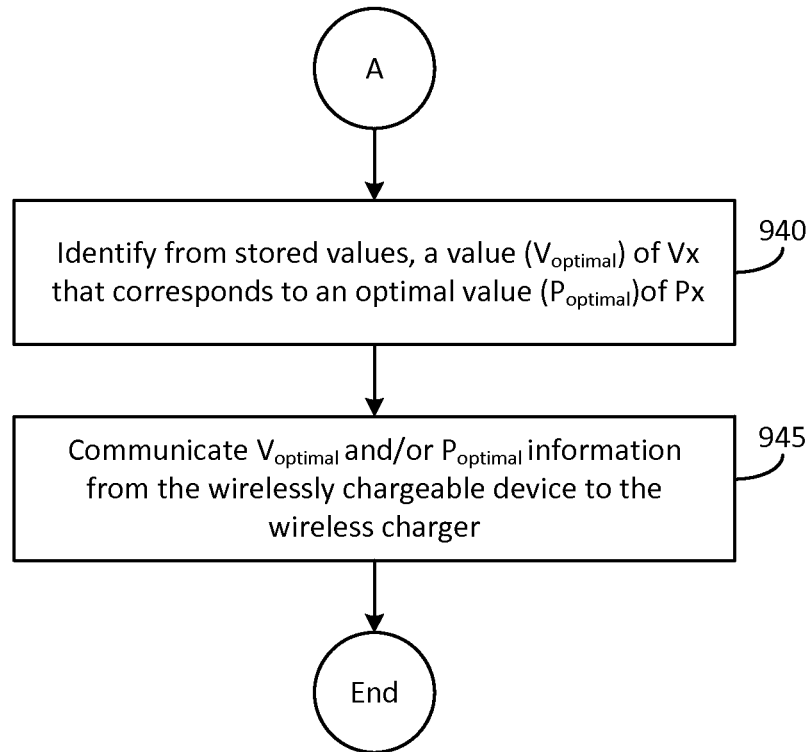 A
Identify from stored values, a value (Voptimal) of Vx
that corresponds to an optimal value (Poptimal)of Px
940
Communicate Voptimal and/or Poptimal information
from the wirelessly chargeable device to the
wireless charger
945
End